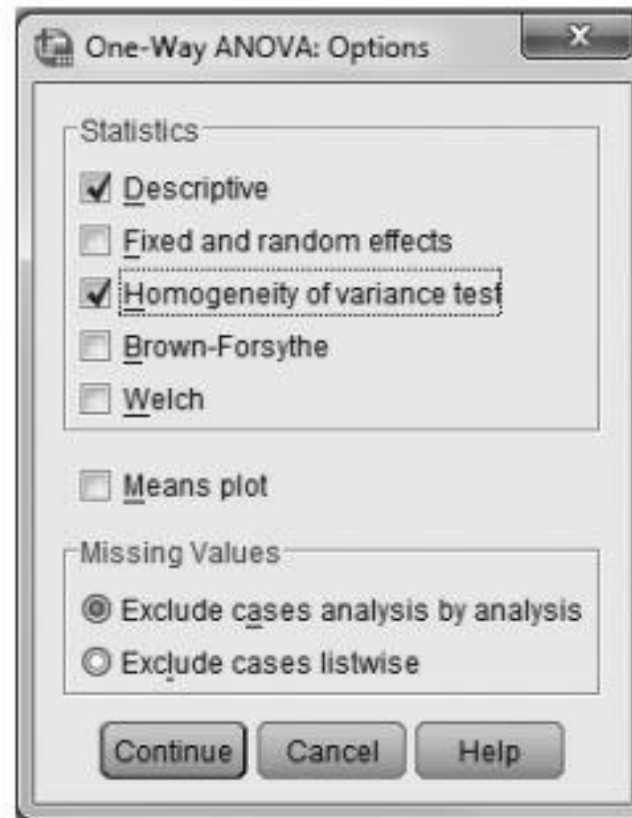 One-Way ANOVA: Options
Statistics
Descriptive
Fixed and random effects
Homogeneity of variance test
Brown-Forsythe
Welch
Means plot
Missing Values
Exclude cases analysis by analysis
Exclude cases listwise
Continue Cancel Help